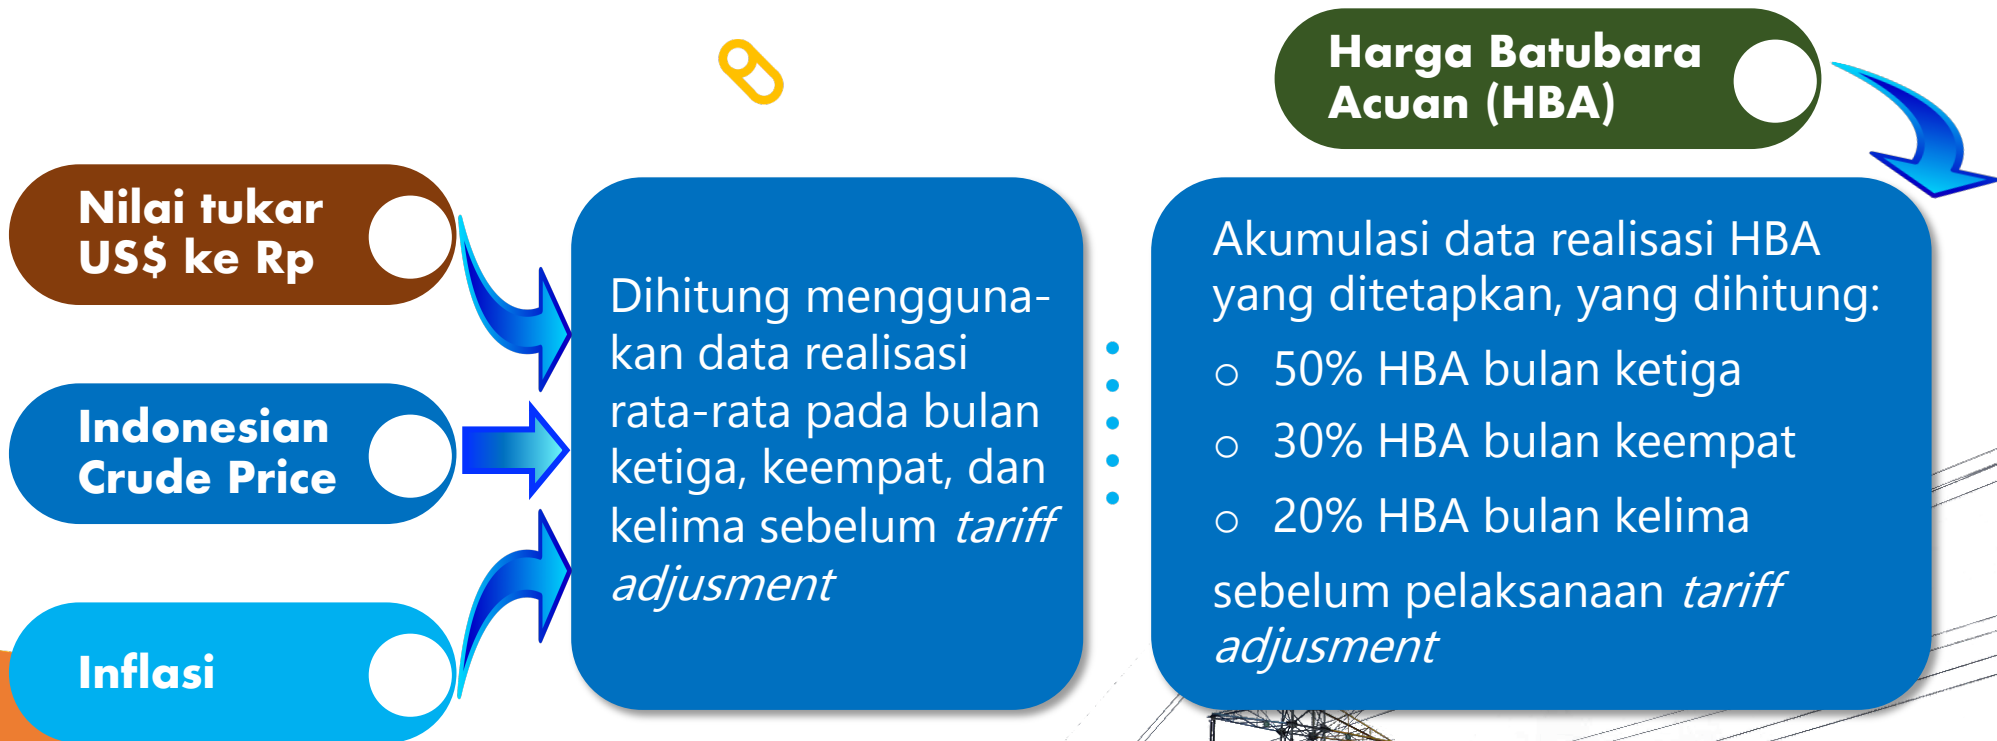 Harga Batubara
Acuan (HBA)
Nilai tukar
US$ ke Rp
Indonesian
Crude Price
Inflasi
Dihitung mengguna-
kan data realisasi
rata-rata pada bulan
ketiga, keempat, dan
kelima sebelum tariff
adjusment
Akumulasi data realisasi HBA
yang ditetapkan, yang dihitung:
o 50% HBA bulan ketiga
o 30% HBA bulan keempat
o 20% HBA bulan kelima
sebelum pelaksanaan tariff
adjusment